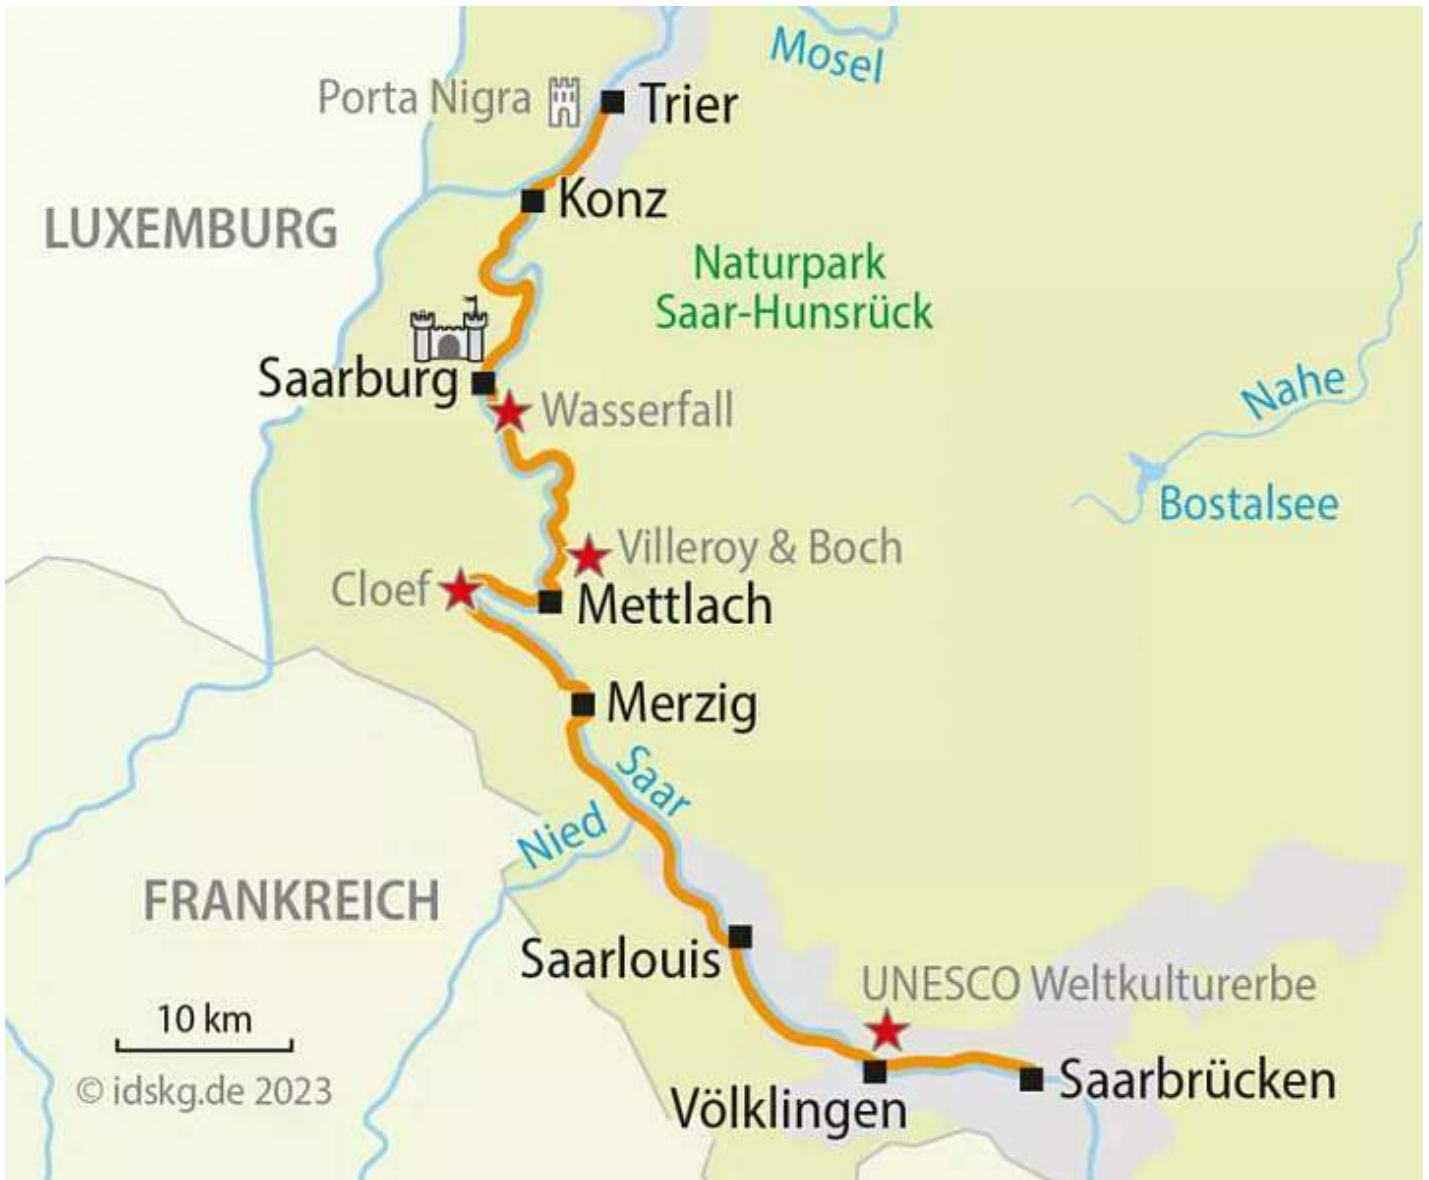 Mosel
Porta Nigra
Trier
Konz
LUXEMBURG
Naturpark
Saar-Hunsrück
Saarburg
Wasserfall
Nahe
Bostalsee
Villeroy & Boch
Cloef
Mettlach
Merzig
Saar
Nied
FRANKREICH
Saarlouis
UNESCO Weltkulturerbe
10 km
© idskg.de 2023
Saarbrücken
Völklingen